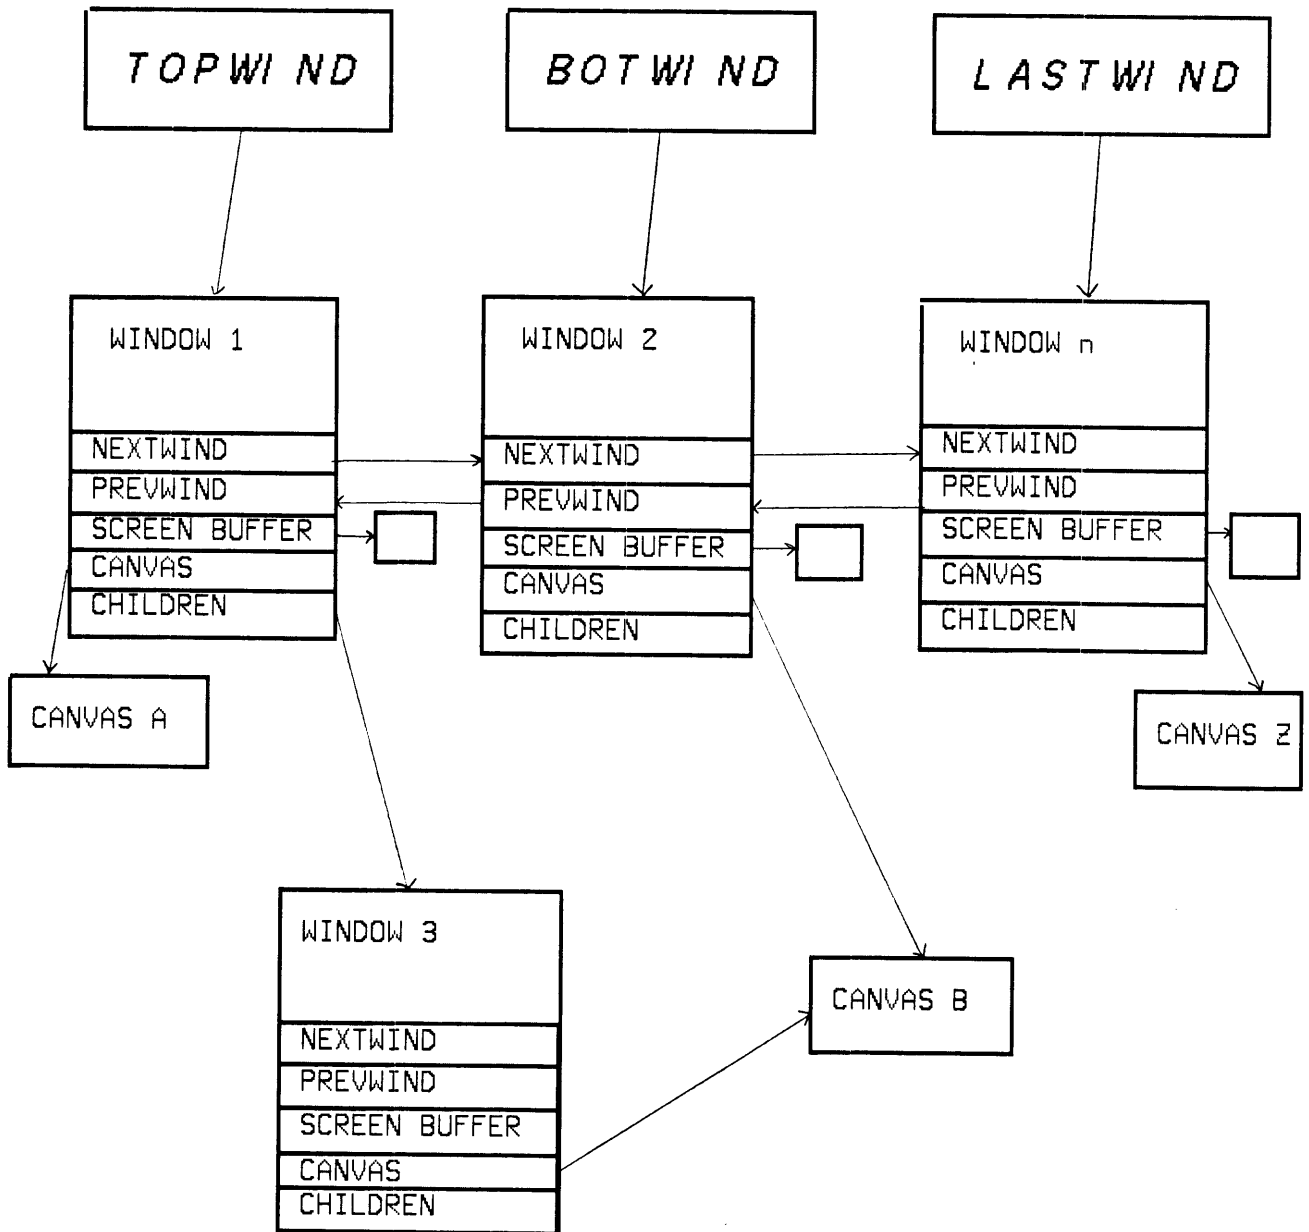 TOPWIND
BOTWIND
LASTWIND
WINDOW 1
NEXTWIND
PREVWIND
SCREEN BUFFER
CANVAS
CHILDREN
WINDOW 2
NEXTWIND
PREVWIND
SCREEN BUFFER
CANVAS
CHILDREN
WINDOW n
NEXTWIND
PREVWIND
SCREEN BUFFER
CANVAS
CHILDREN
CANVAS A
CANVAS Z
WINDOW 3
NEXTWIND
PREVWIND
SCREEN BUFFER
CANVAS
CHILDREN
CANVAS B